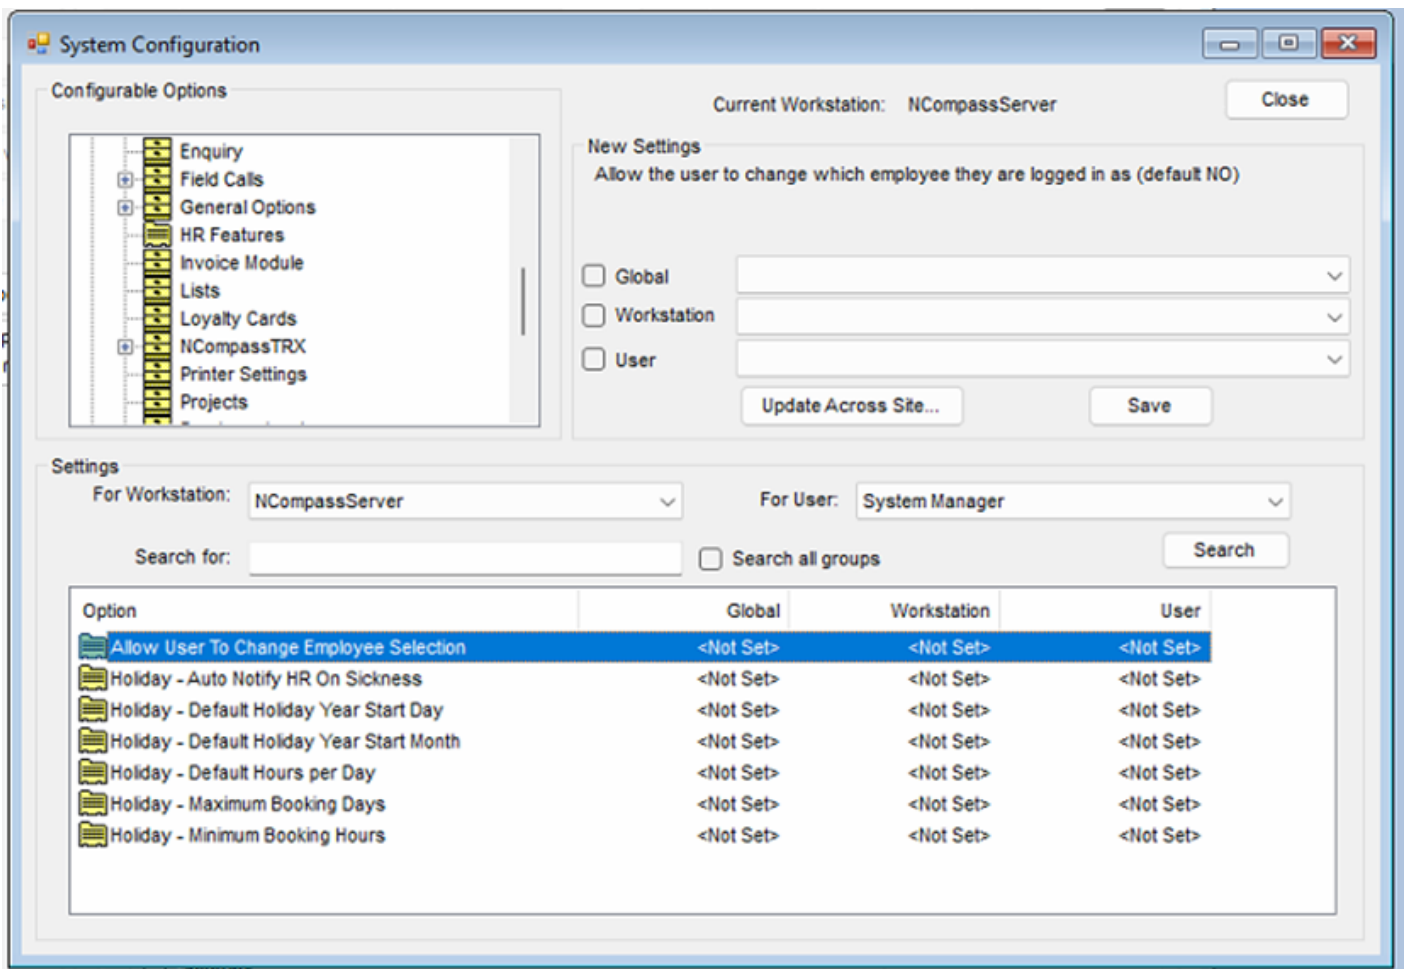 System Configuration
Configurable Options
Enquiry
Field Calls
General Options
HR Features
Invoice Module
Lists
Loyalty Cards
NCompassTRX
Printer Settings
Projects
Current Workstation: NCompassServer
Close
New Settings
Allow the user to change which employee they are logged in as (default NO)
Global
Workstation
User
Update Across Site...
Save
Settings
For Workstation: NCompassServer
For User: System Manager
Search for:
Search all groups
Search
Option Global Workstation User
Allow User To Change Employee Selection <Not Set> <Not Set> <Not Set>
Holiday - Auto Notify HR On Sickness <Not Set> <Not Set> <Not Set>
Holiday - Default Holiday Year Start Day <Not Set> <Not Set> <Not Set>
Holiday - Default Holiday Year Start Month <Not Set> <Not Set> <Not Set>
Holiday - Default Hours per Day <Not Set> <Not Set> <Not Set>
Holiday - Maximum Booking Days <Not Set> <Not Set> <Not Set>
Holiday - Minimum Booking Hours <Not Set> <Not Set> <Not Set>